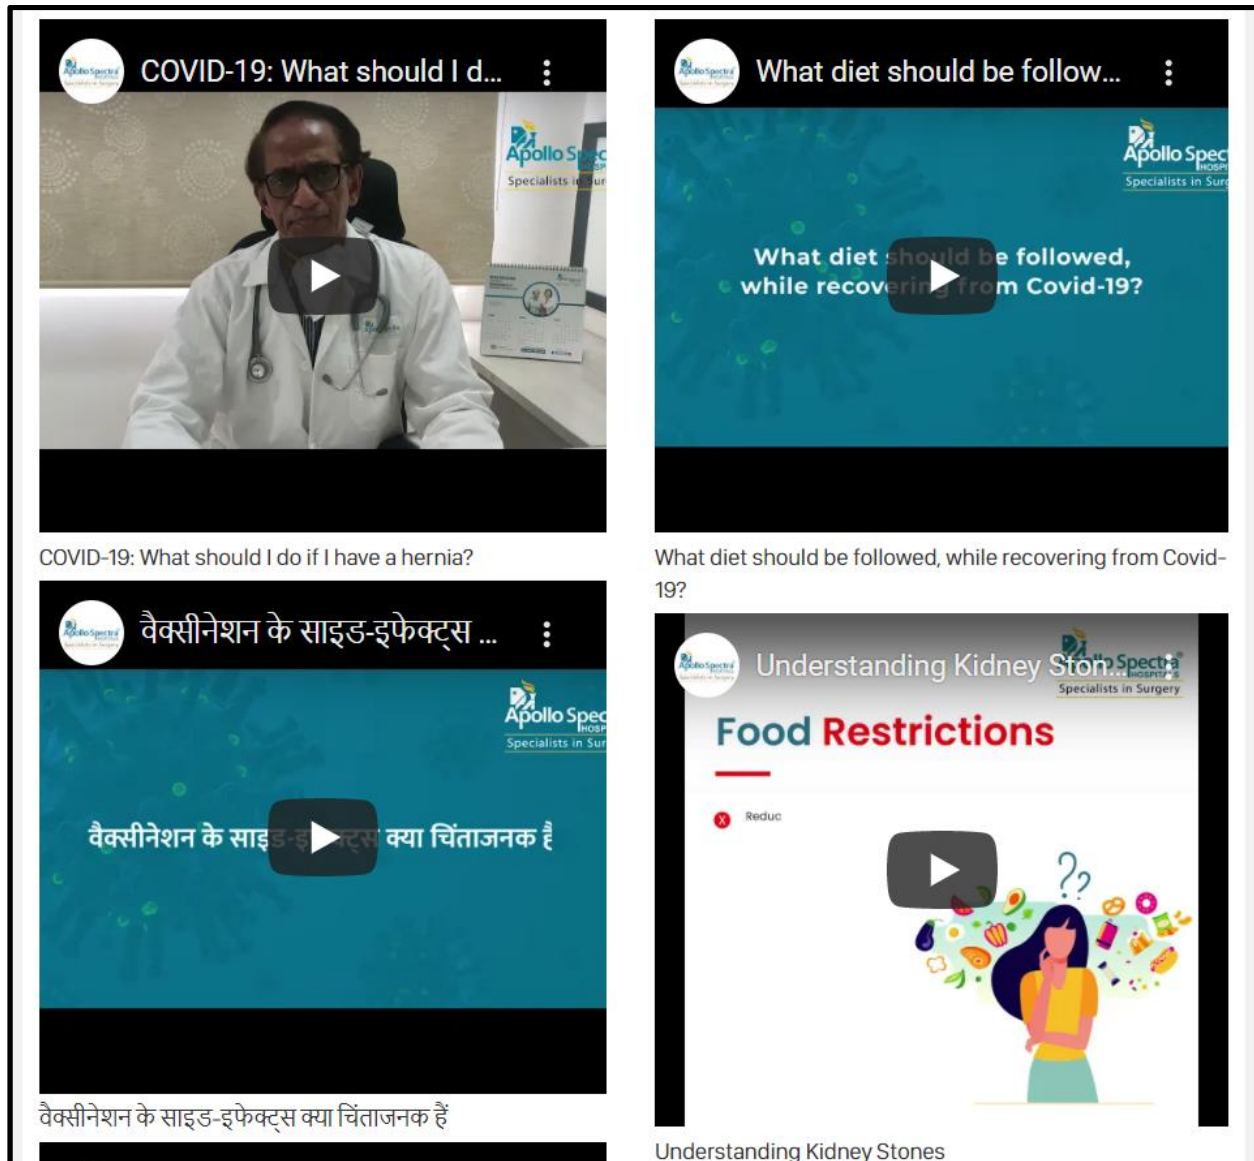 COVID-19: What should I d...
Apollo Spec
HOSP
Specialists in Sur
COVID-19: What should I do if I have a hernia?
What diet should be follow...
Apollo Spec
HOSPI
Specialists in Sur
What diet should be followed,
while recovering from Covid-19?
What diet should be followed, while recovering from Covid-
19?
वैक्सीनेशन के साइड-इफेक्ट्स ...
Apollo Spec
HOSP
Specialists in Sur
वैक्सीनेशन के साइड-इफेक्ट्स क्या चिंताजनक हैं
वैक्सीनेशन के साइड-इफेक्ट्स क्या चिंताजनक हैं
Understanding Kidney Ston...
Spectra
HOSPITALS
Specialists in Surgery
Food Restrictions
Reduc
Understanding Kidney Stones